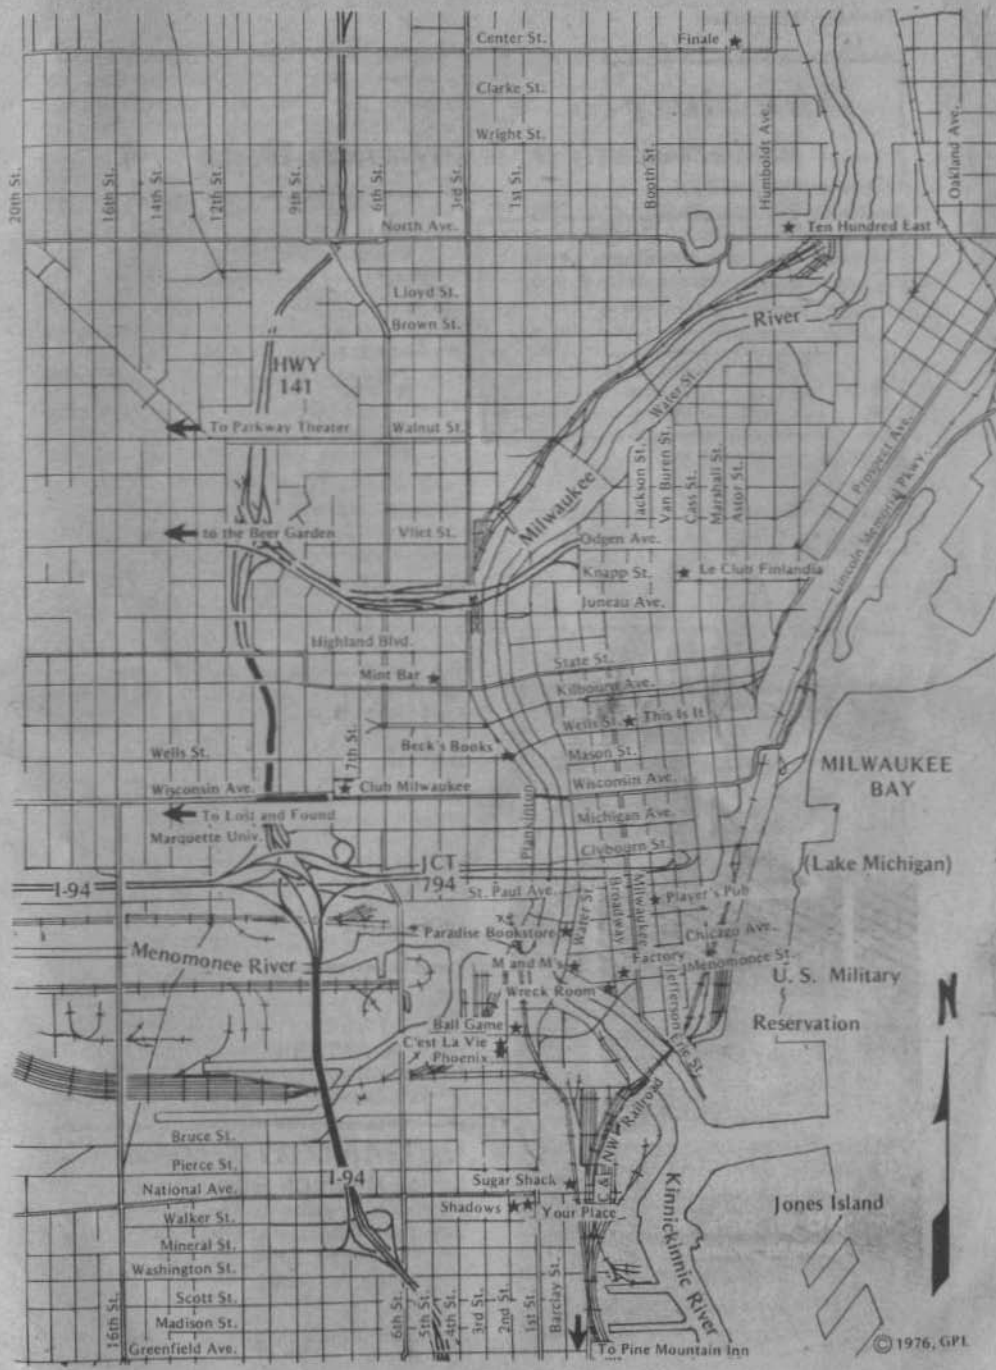 Center St.
Finale
Clarke St.
Wright St.
20th St.
16th St.
14th St.
12th St.
9th St.
6th St.
3rd St.
1st St.
Booth St.
Humboldt Ave.
Oakland Ave.
North Ave.
Ten Hundred East
Lloyd St.
Brown St.
River
HWY
141
Water St.
To Parkway Theater
Walnut St.
Milwaukee
Jackson St.
Van Buren St.
Cass St.
Marshall St.
Astor St.
Prospect Ave.
Lincoln Memorial Pkwy.
to the Beer Garden
Vliet St.
Odgen Ave.
Knapp St.
Le Club Finlandia
Juneau Ave.
Highland Blvd.
State St.
Mint Bar
Kilbourn Ave.
Wells St.
This Is It
7th St.
Beck's Books
Wells St.
Mason St.
Wisconsin Ave.
Wisconsin Ave.
Club Milwaukee
MILWAUKEE
BAY
To Lost and Found
Plankinton
Michigan Ave.
Marquette Univ.
Clybourn St.
JCT
794
(Lake Michigan)
I-94
St. Paul Ave.
Water St
Broadway
Milwaukee
Player's Pub
Paradise Bookstore
Chicago Ave.
Menomonee River
M and M's
Factory
Menomonee St.
U. S. Military
Reservation
Wreck Room
Jefferson
Erie St.
N
Ball Game
C'est La Vie
Phoenix
C & E NW Railroad
Bruce St.
Pierce St.
National Ave.
I-94
Sugar Shack
Kinnickinnic River
Jones Island
Walker St.
Shadows
Your Place
Mineral St.
Washington St.
Scott St.
Madison St.
Greenfield Ave.
16th St.
6th St.
5th St.
4th St.
3rd St.
2nd St.
1st St.
Barclay St.
To Pine Mountain Inn
© 1976, GPL